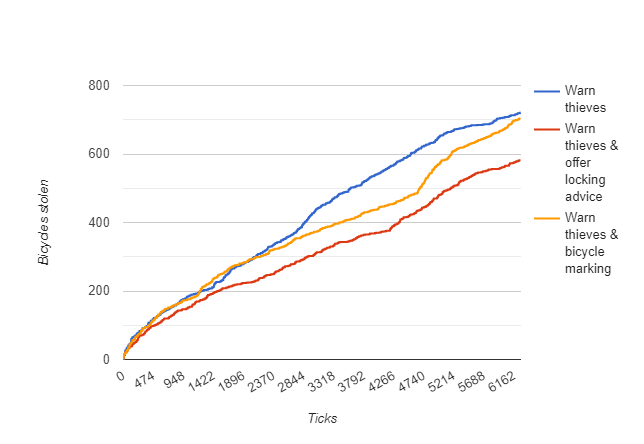 800
600
400
200
0
Bicycles stolen
0 474 948 1422 1896 2370 2844 3318 3792 4266 4740 5214 5688 6162
Ticks
Warn
thieves
Warn
thieves &
offer
locking
advice
Warn
thieves &
bicycle
marking